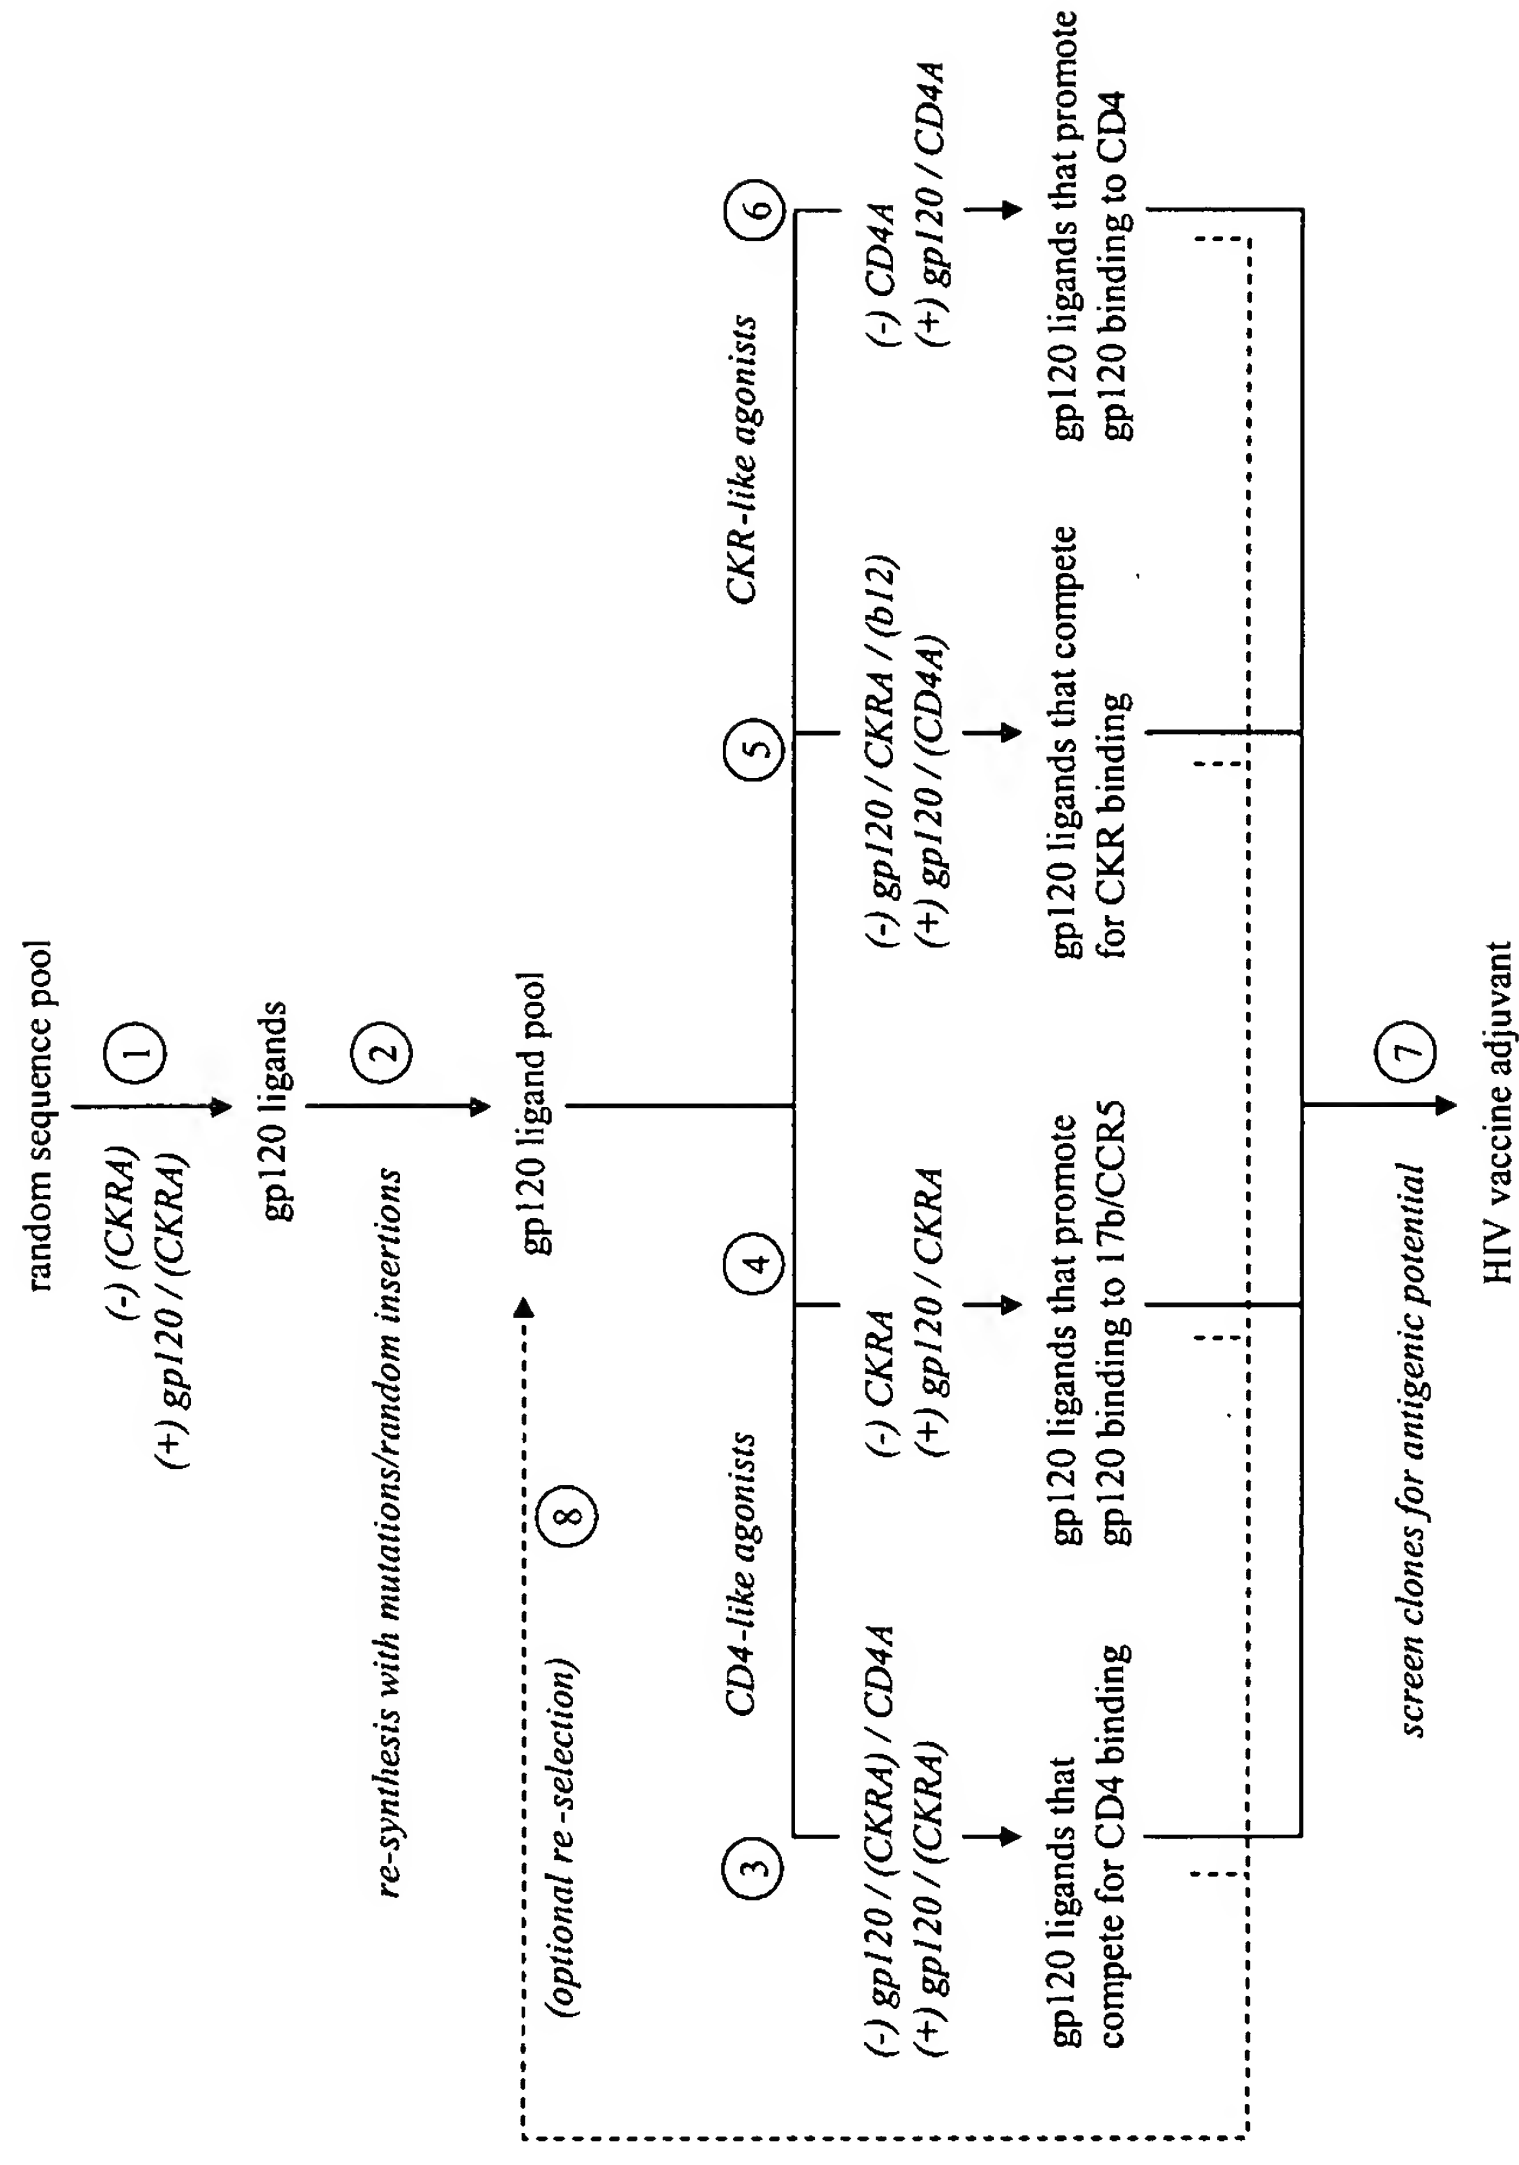 random sequence pool
(-) (CKRA)
(+) gp120 / (CKRA)
1
gp120 ligands
re-synthesis with mutations/random insertions
2
gp120 ligand pool
(optional re-selection)
8
CD4-like agonists
CKR-like agonists
3
4
5
6
(-) gp120 / (CKRA) / CD4A
(+) gp120 / (CKRA)
gp120 ligands that
compete for CD4 binding
(-) CKRA
(+) gp120 / CKRA
gp120 ligands that promote
gp120 binding to 17b/CCR5
(-) gp120 / CKRA / (b12)
(+) gp120 / (CD4A)
gp120 ligands that compete
for CKR binding
(-) CD4A
(+) gp120 / CD4A
gp120 ligands that promote
gp120 binding to CD4
screen clones for antigenic potential
7
HIV vaccine adjuvant